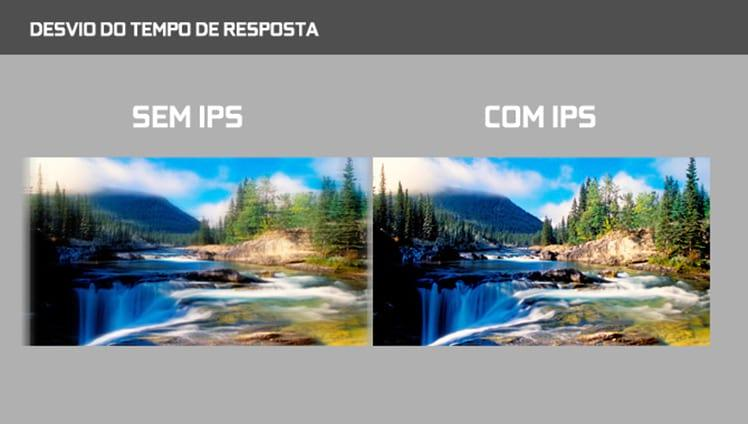 DESVIO DO TEMPO DE RESPOSTA
SEM IPS
COM IPS